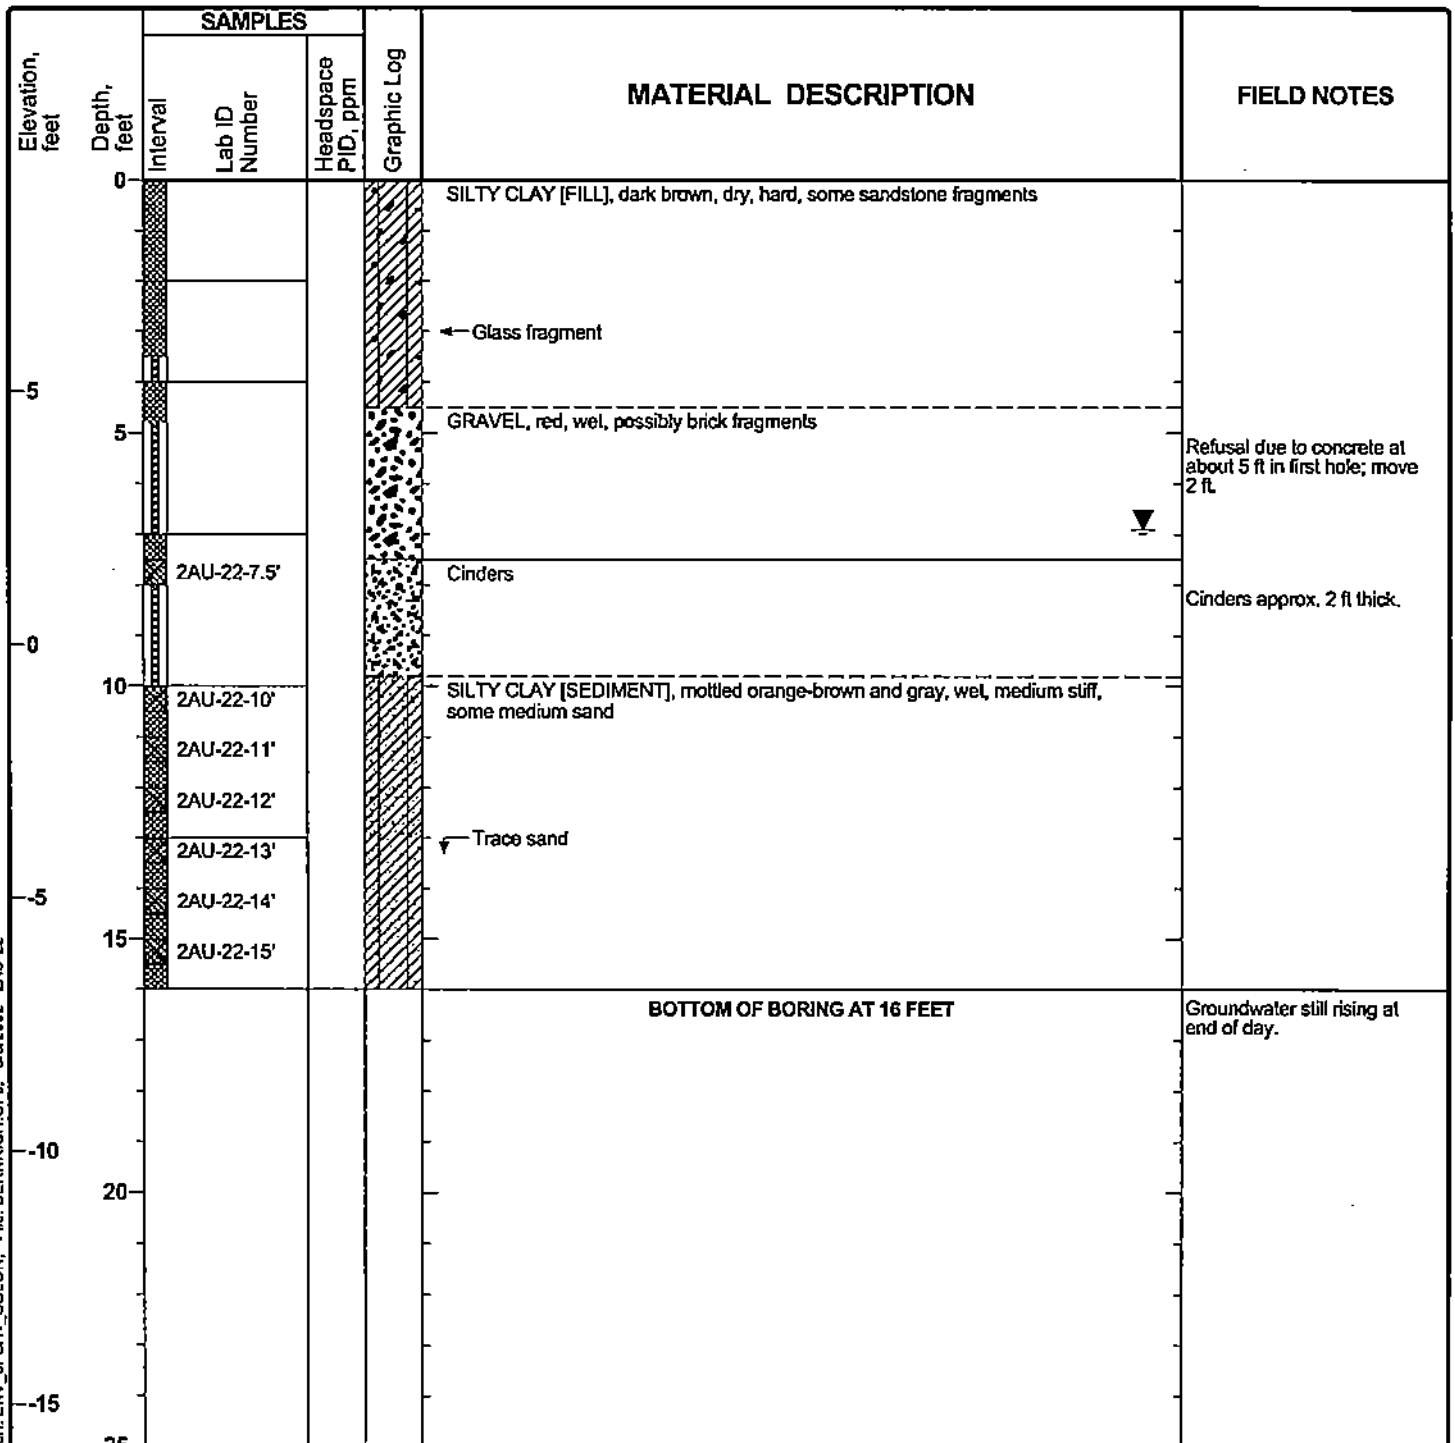 SAMPLES
Elevation,
feet
Depth,
feet
Interval
Lab ID
Number
Headspace
PID, ppm
Graphic Log
MATERIAL DESCRIPTION
FIELD NOTES
0
SILTY CLAY [FILL], dark brown, dry, hard, some sandstone fragments
Glass fragment
5
GRAVEL, red, wet, possibly brick fragments
5
Refusal due to concrete at
about 5 ft in first hole; move
2 ft.
2AU-22-7.5'
Cinders
Cinders approx. 2 ft thick.
0
10
SILTY CLAY [SEDIMENT], mottled orange-brown and gray, wet, medium stiff,
some medium sand
2AU-22-10'
2AU-22-11'
2AU-22-12'
Trace sand
2AU-22-13'
-5
2AU-22-14'
15
2AU-22-15'
BOTTOM OF BORING AT 16 FEET
Groundwater still rising at
end of day.
-10
20
-15